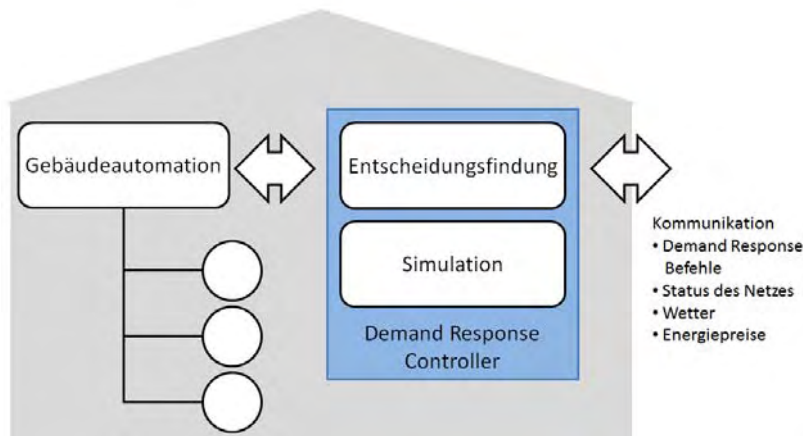 Gebäudeautomation
Entscheidungsfindung
Simulation
Demand Response
Controller
Kommunikation
• Demand Response
Befehle
• Status des Netzes
• Wetter
• Energiepreise